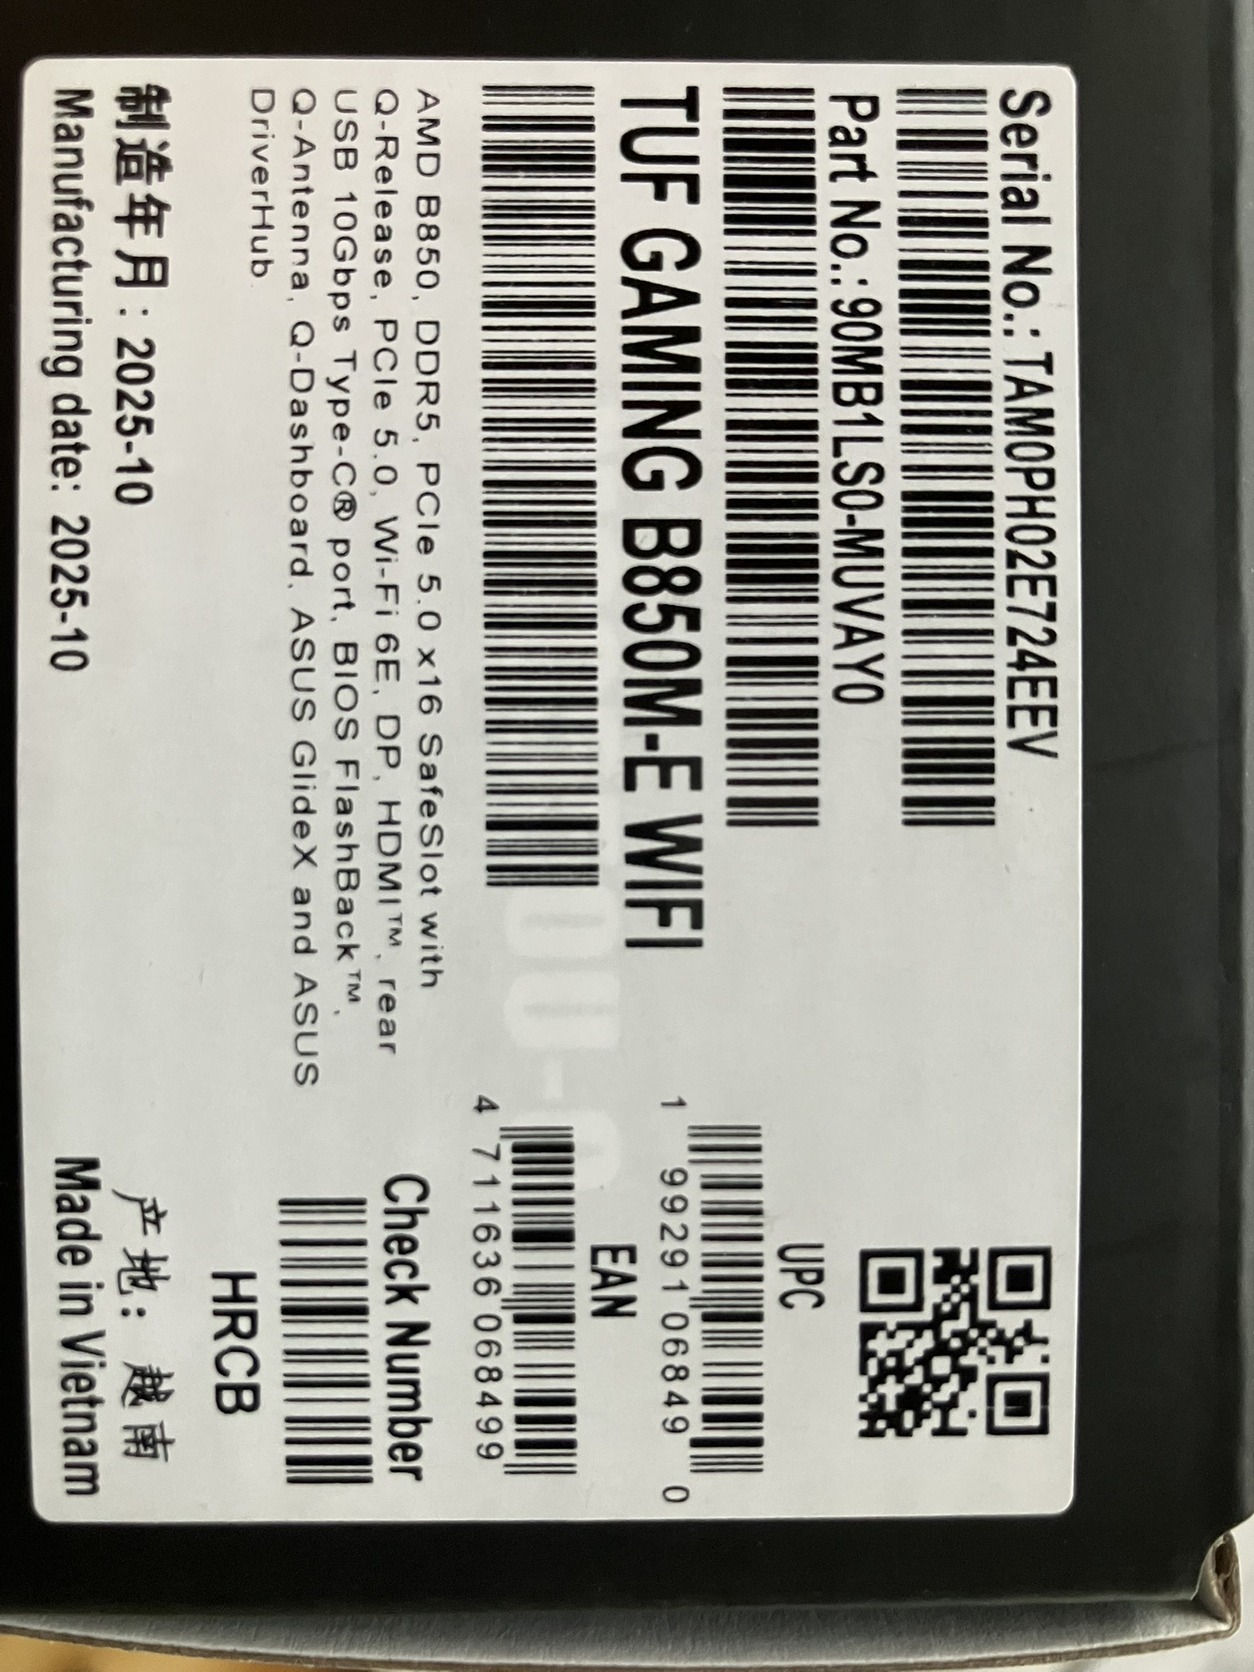 Serial No.: TAM0PH02E724EEV
Part No.:90MB1LS0-MUVAY0
TUF GAMING B850M-E WIFI
AMD B850, DDR5, PCIe 5.0 x16 SafeSlot with
Q-Release, PCIe 5.0, Wi-Fi 6E, DP, HDMI™, rear
USB 10Gbps Type-C® port, BIOS FlashBack™,
Q-Antenna, Q-Dashboard, ASUS GlideX and ASUS
DriverHub.
制造年月: 2025-10
Manufacturing date: 2025-10
UPC
1 99291 06849 0
EAN
4 711636 068499
Check Number
HRCB
产地: 越南
Made in Vietnam